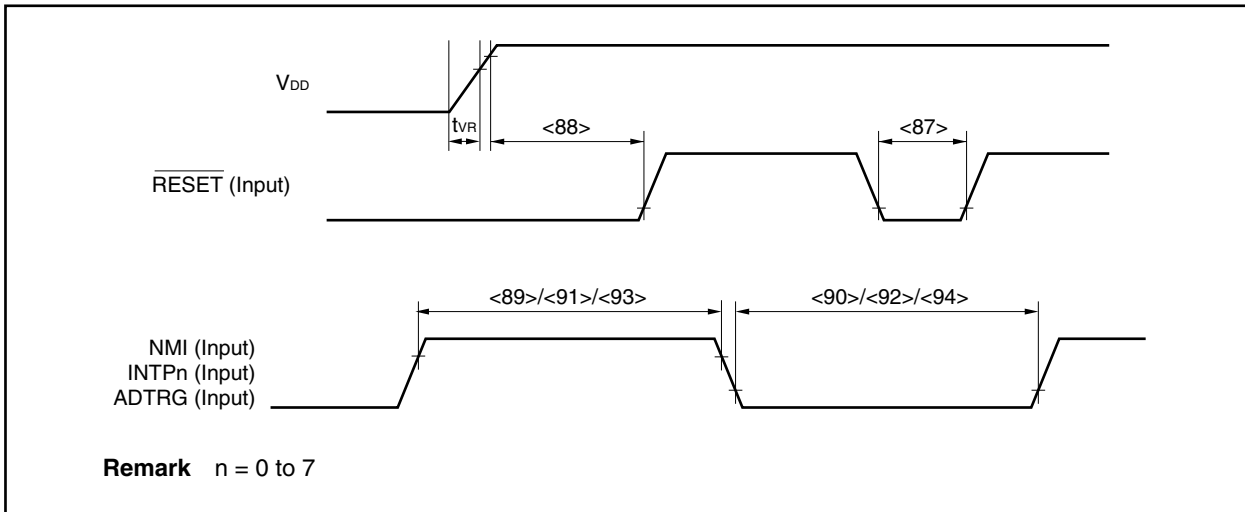 VDD
tVR
<88>
<87>
RESET (Input)
<89>/<91>/<93>
<90>/<92>/<94>
NMI (Input)
INTPn (Input)
ADTRG (Input)
Remark n = 0 to 7